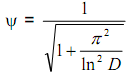 ψ = 1 / √(1 + π² / ln² D)